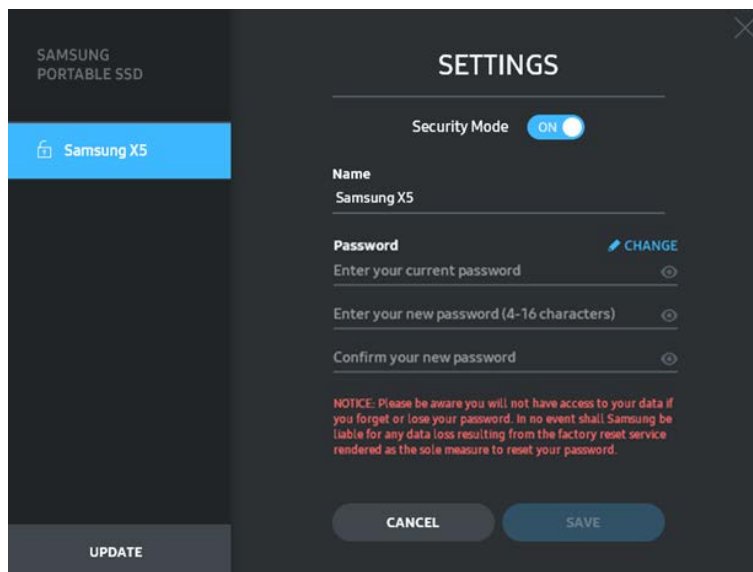 SAMSUNG
PORTABLE SSD
Samsung X5
UPDATE
SETTINGS
Security Mode ON
Name
Samsung X5
Password CHANGE
Enter your current password
Enter your new password (4-16 characters)
Confirm your new password
NOTICE: Please be aware you will not have access to your data if
you forget or lose your password. In no event shall Samsung be
liable for any data loss resulting from the factory reset service
rendered as the sole measure to reset your password.
CANCEL SAVE